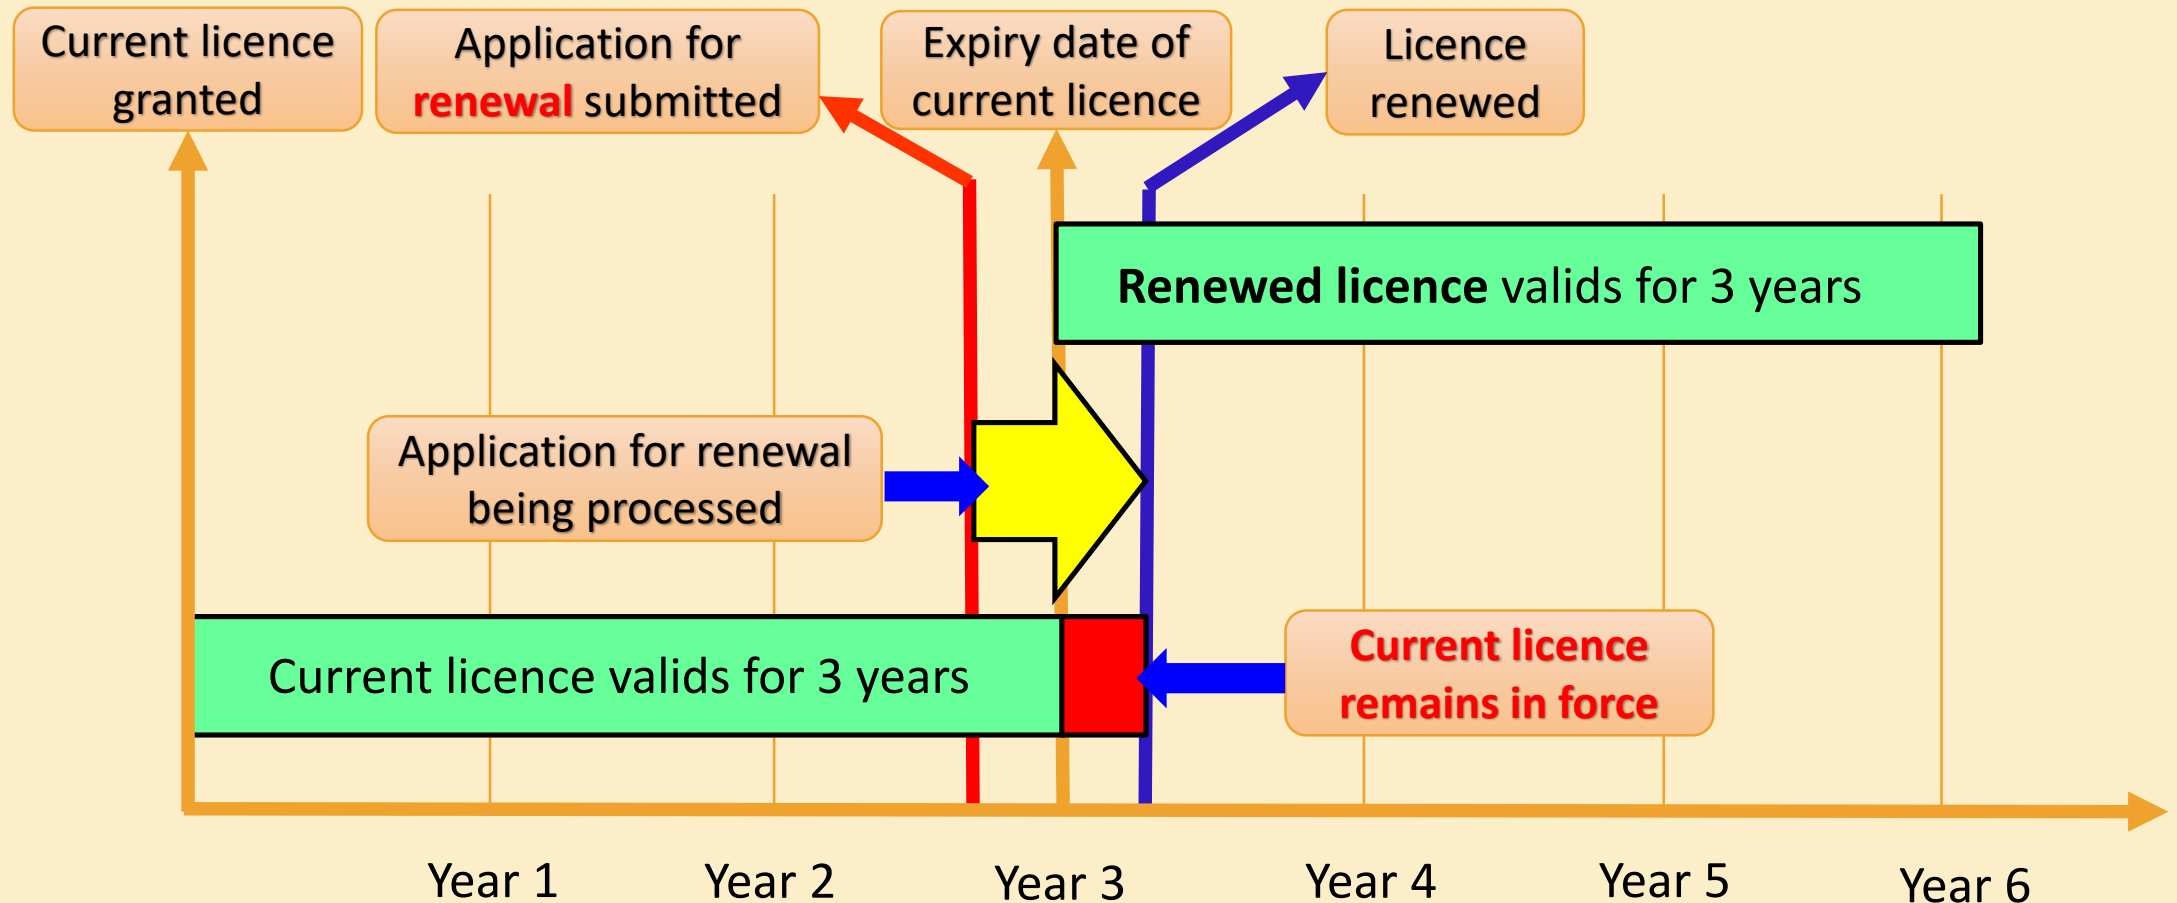 Current licence
granted
Application for
renewal submitted
Expiry date of
current licence
Licence
renewed
Renewed licence valids for 3 years
Application for renewal
being processed
Current licence valids for 3 years
Current licence
remains in force
Year 1
Year 2
Year 3
Year 4
Year 5
Year 6